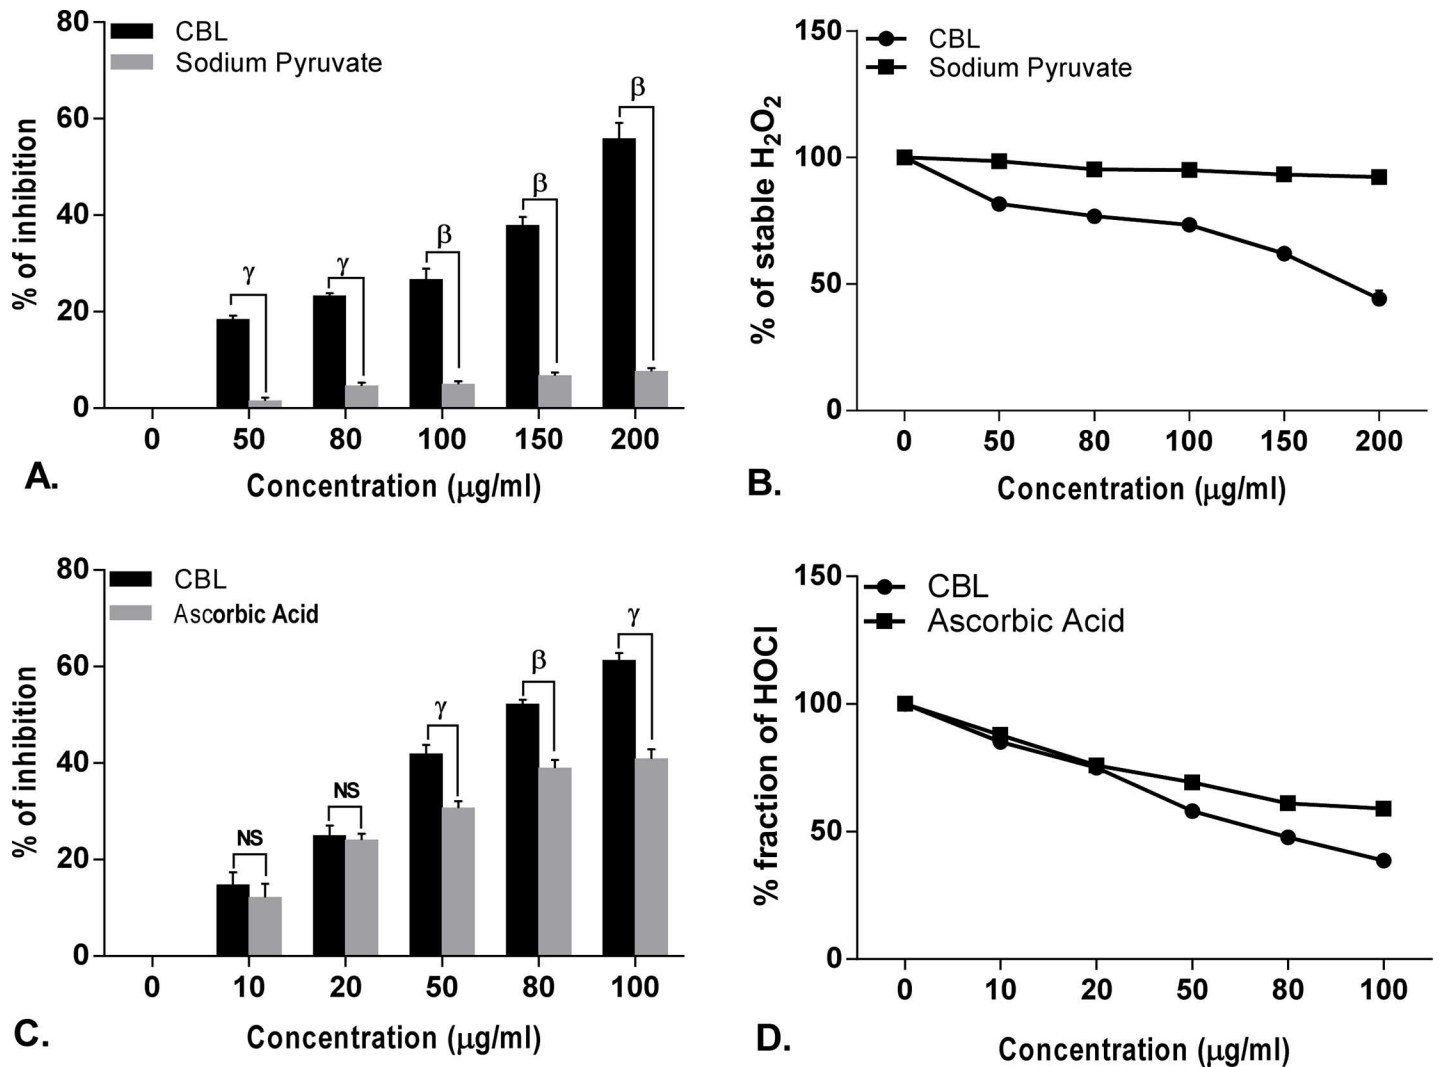 CBL
Sodium Pyruvate
% of inhibition
80
60
40
20
0
γ
γ
β
β
β
0 50 80 100 150 200
Concentration (μg/ml)
A.
CBL
Sodium Pyruvate
% of stable H₂O₂
150
100
50
0
0 50 80 100 150 200
Concentration (μg/ml)
B.
CBL
Ascorbic Acid
% of inhibition
80
60
40
20
0
NS
NS
γ
β
γ
0 10 20 50 80 100
Concentration (μg/ml)
C.
CBL
Ascorbic Acid
% fraction of HOCl
150
100
50
0
0 10 20 50 80 100
Concentration (μg/ml)
D.